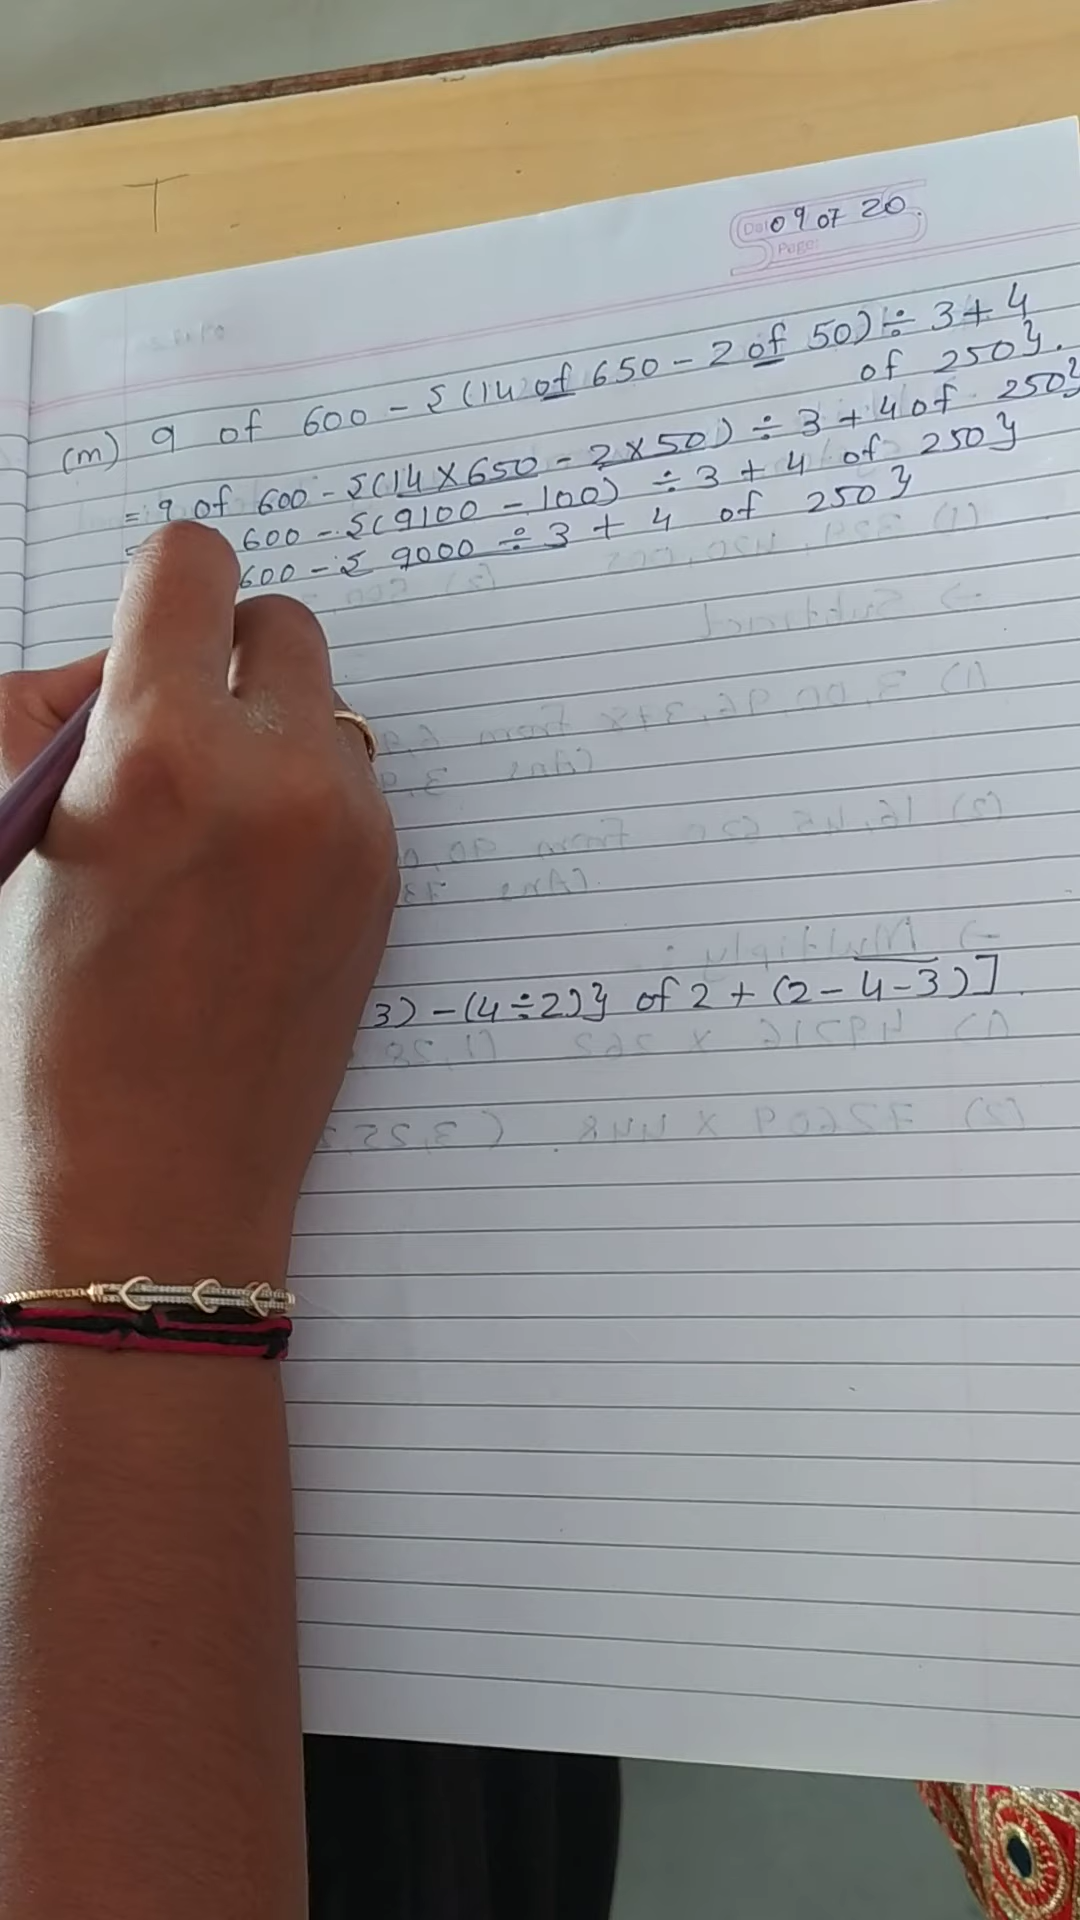 T
Date 09 07 20
Page:
(m) 9 of 600 - {(14 of 650 - 2 of 50) ÷ 3 + 4
of 250}.
= 9 of 600 - {(14 × 650 - 2 × 50) ÷ 3 + 4 of 250}
600 - {(9100 - 100) ÷ 3 + 4 of 250}
600 - { 9000 ÷ 3 + 4 of 250}
3) - (4 ÷ 2)} of 2 + (2 - 4 - 3)].